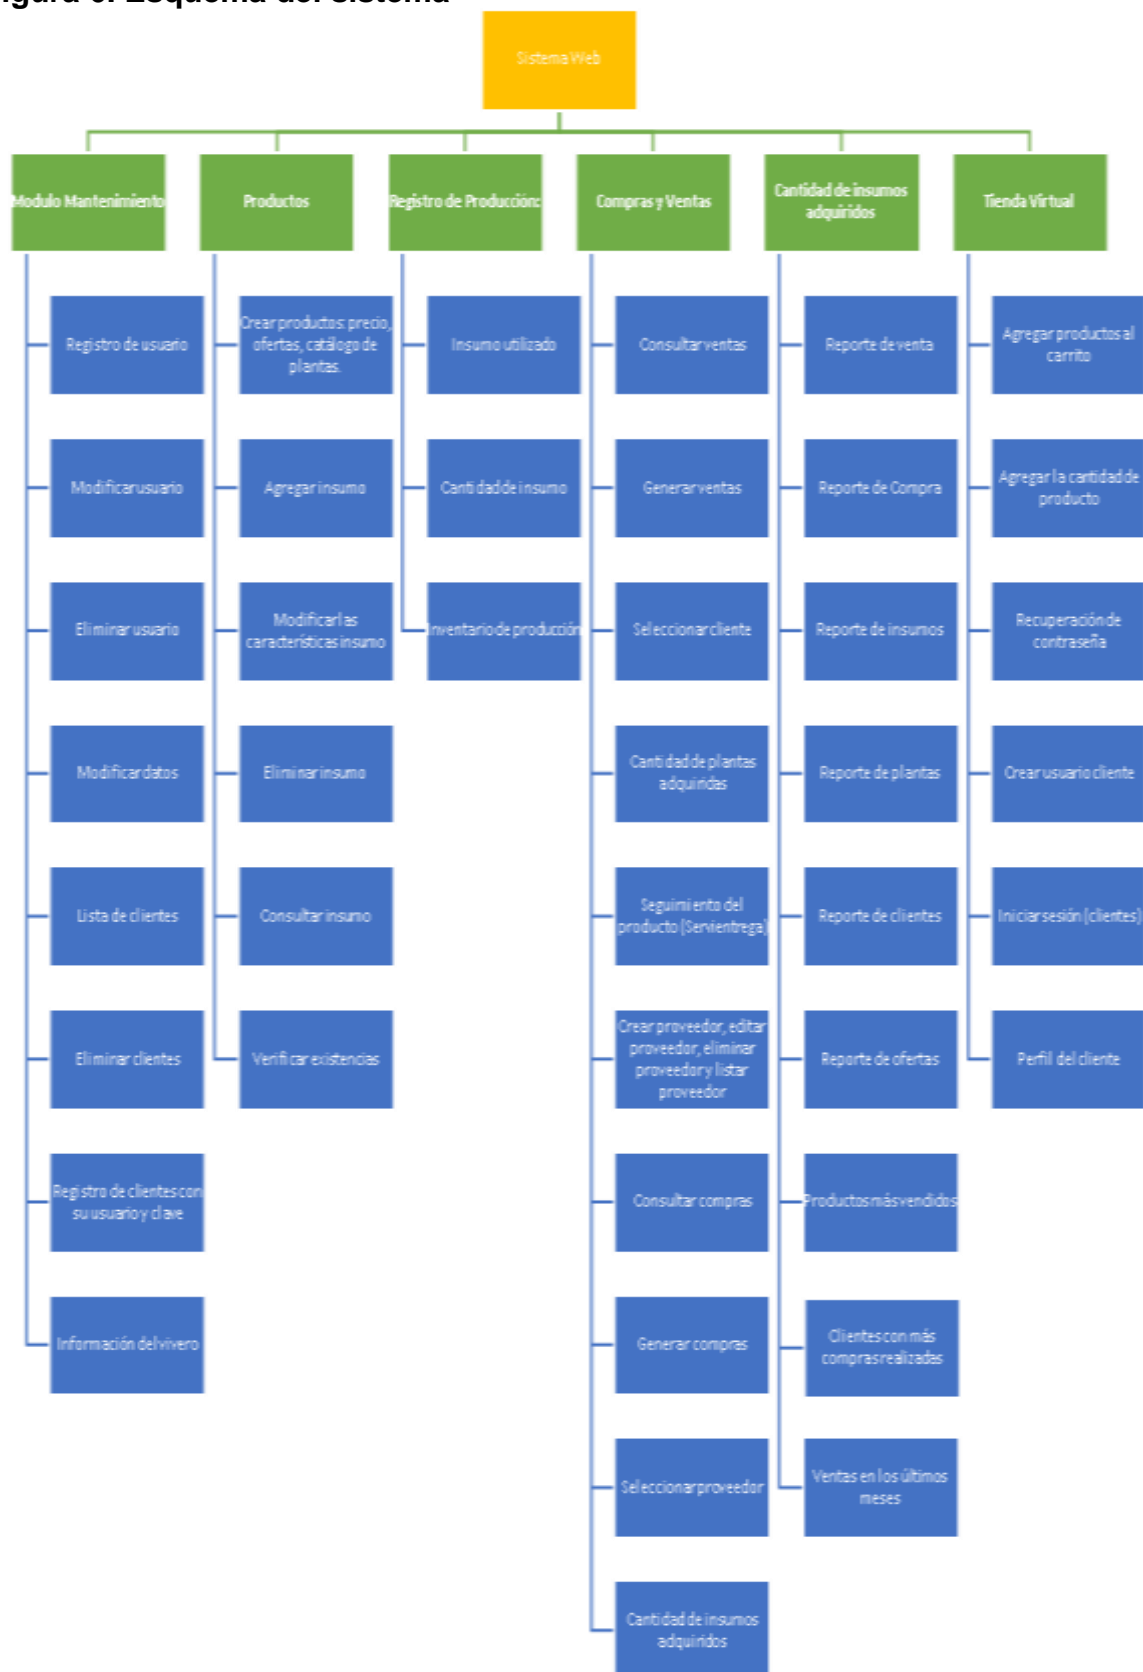 igura 6. Esquema del sistema
Sistema Web
Modulo Mantenimiento
Registro de usuario
Modificar usuario
Eliminar usuario
Modificar datos
Lista de clientes
Eliminar clientes
Registro de clientes con
su usuario y clave
Información del vivero
Productos
Crear productos: precio,
ofertas, catálogo de
plantas.
Agregar insumo
Modificar las
características insumo
Eliminar insumo
Consultar insumo
Verificar existencias
Registro de Producción:
Insumo utilizado
Cantidad de insumo
Inventario de producción
Compras y Ventas
Consultar ventas
Generar ventas
Seleccionar cliente
Cantidad de plantas
adquiridas
Seguimiento del
producto (Servientrega)
Crear proveedor, editar
proveedor, eliminar
proveedor y listar
proveedor
Consultar compras
Generar compras
Seleccionar proveedor
Cantidad de insumos
adquiridos
Cantidad de insumos
adquiridos
Reporte de venta
Reporte de Compra
Reporte de insumos
Reporte de plantas
Reporte de clientes
Reporte de ofertas
Productos más vendidos
Clientes con más
compras realizadas
Ventas en los últimos
meses
Tienda Virtual
Agregar productos al
carrito
Agregar la cantidad de
producto
Recuperación de
contraseña
Crear usuario cliente
Iniciar sesión (clientes)
Perfil del cliente